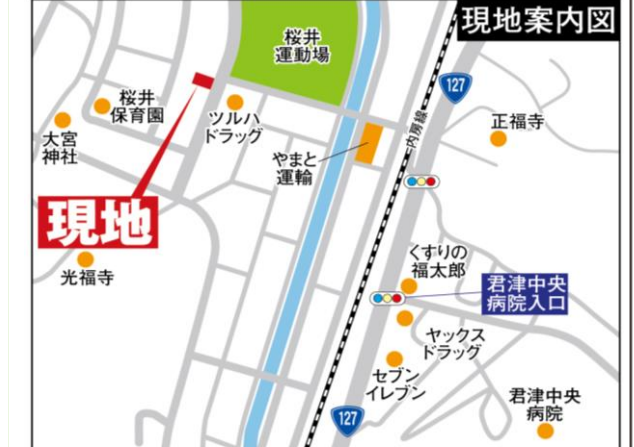 現地案内図
桜井
運動場
127
桜井
保育園
ツルハ
ドラッグ
大宮
神社
やまと
運輸
内房線
正福寺
現地
光福寺
くすりの
福太郎
君津中央
病院入口
ヤックス
ドラッグ
セブン
イレブン
127
君津中央
病院